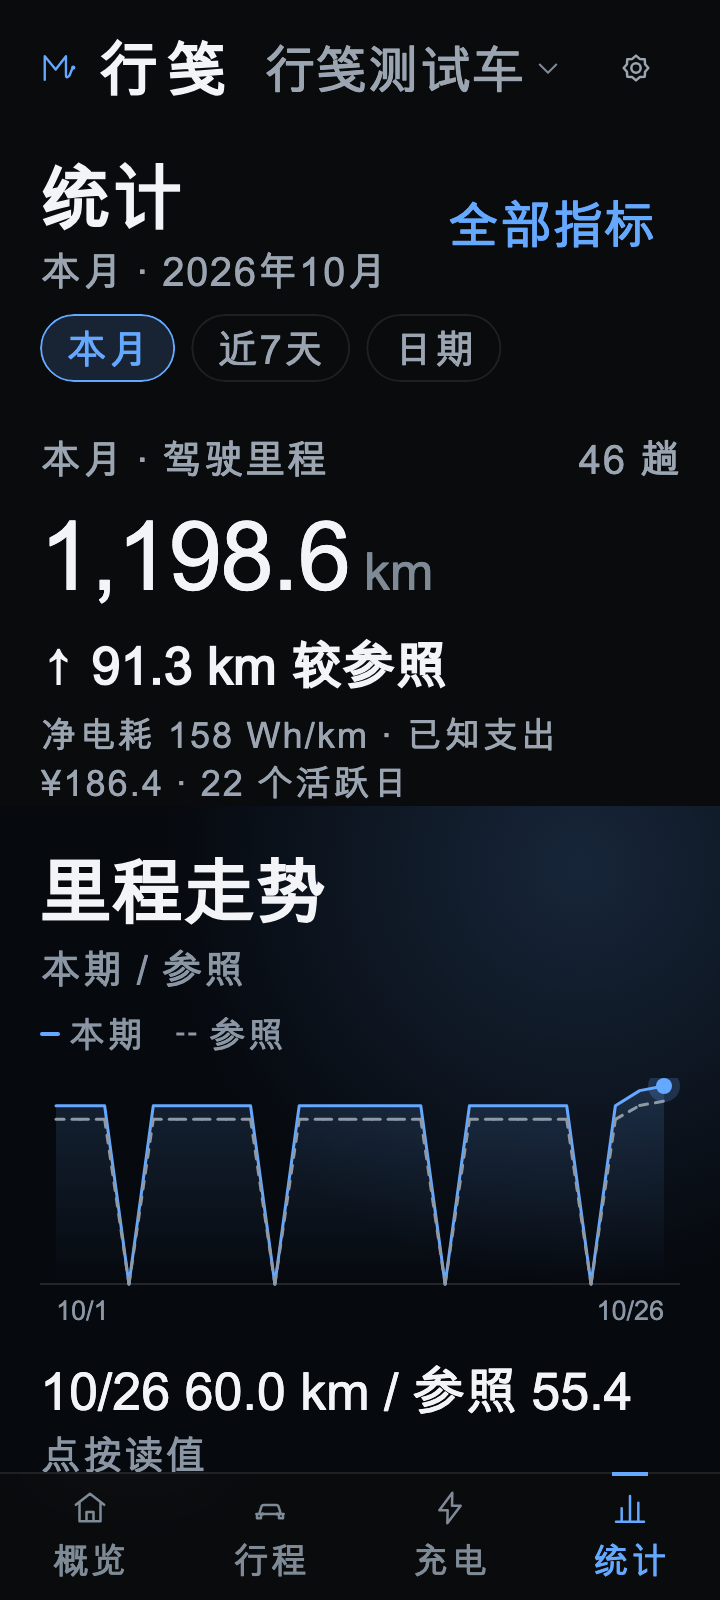 行笺 行笺测试车
统计
全部指标
本月 · 2026年10月
本月 近7天 日期
本月 · 驾驶里程 46 趟
1,198.6 km
↑ 91.3 km 较参照
净电耗 158 Wh/km · 已知支出
¥186.4 · 22 个活跃日
里程走势
本期 / 参照
本期 参照
10/1 10/26
10/26 60.0 km / 参照 55.4
点按读值
概览 行程 充电 统计